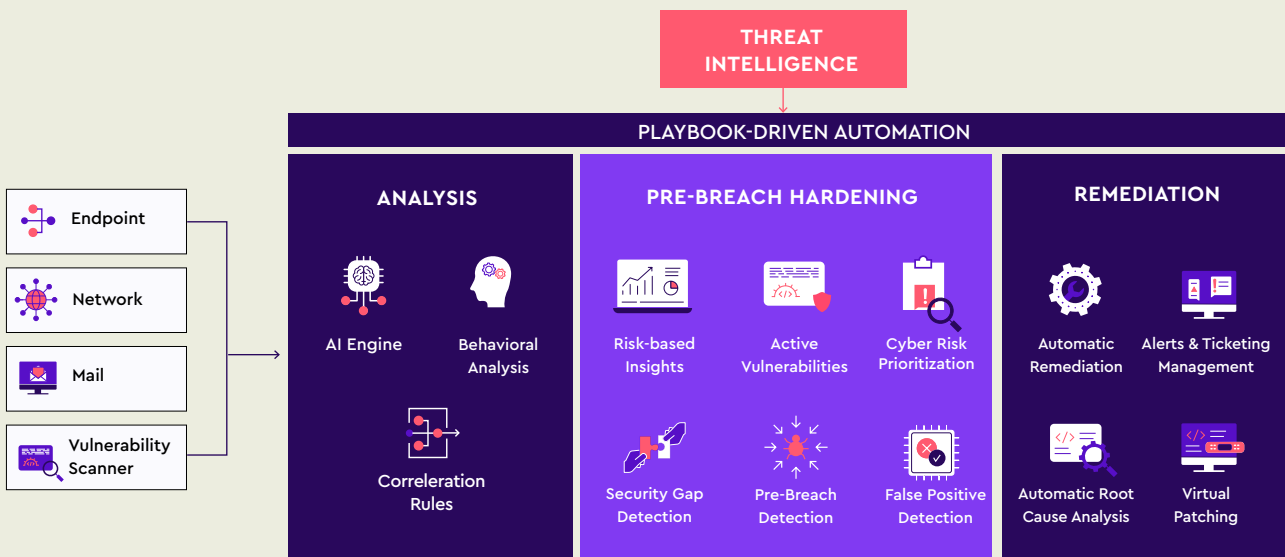 THREAT
INTELLIGENCE
PLAYBOOK-DRIVEN AUTOMATION
Endpoint
Network
Mail
Vulnerability
Scanner
ANALYSIS
AI Engine
Behavioral
Analysis
Correleration
Rules
PRE-BREACH HARDENING
Risk-based
Insights
Active
Vulnerabilities
Cyber Risk
Prioritization
Security Gap
Detection
Pre-Breach
Detection
False Positive
Detection
REMEDIATION
Automatic
Remediation
Alerts & Ticketing
Management
Automatic Root
Cause Analysis
Virtual
Patching